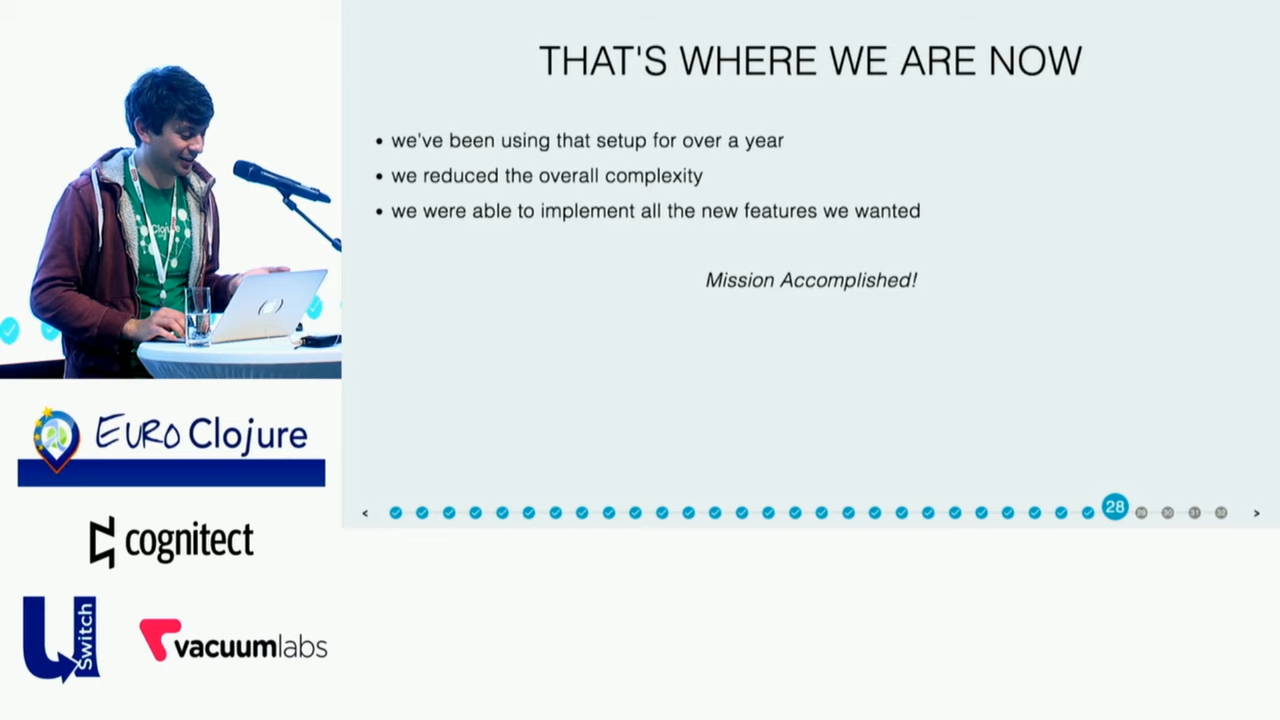 THAT'S WHERE WE ARE NOW
• we've been using that setup for over a year
• we reduced the overall complexity
• we were able to implement all the new features we wanted
Mission Accomplished!
< 28 29 30 31 32 >
Clojure
EURO Clojure
cognitect
uSwitch
vacuumlabs